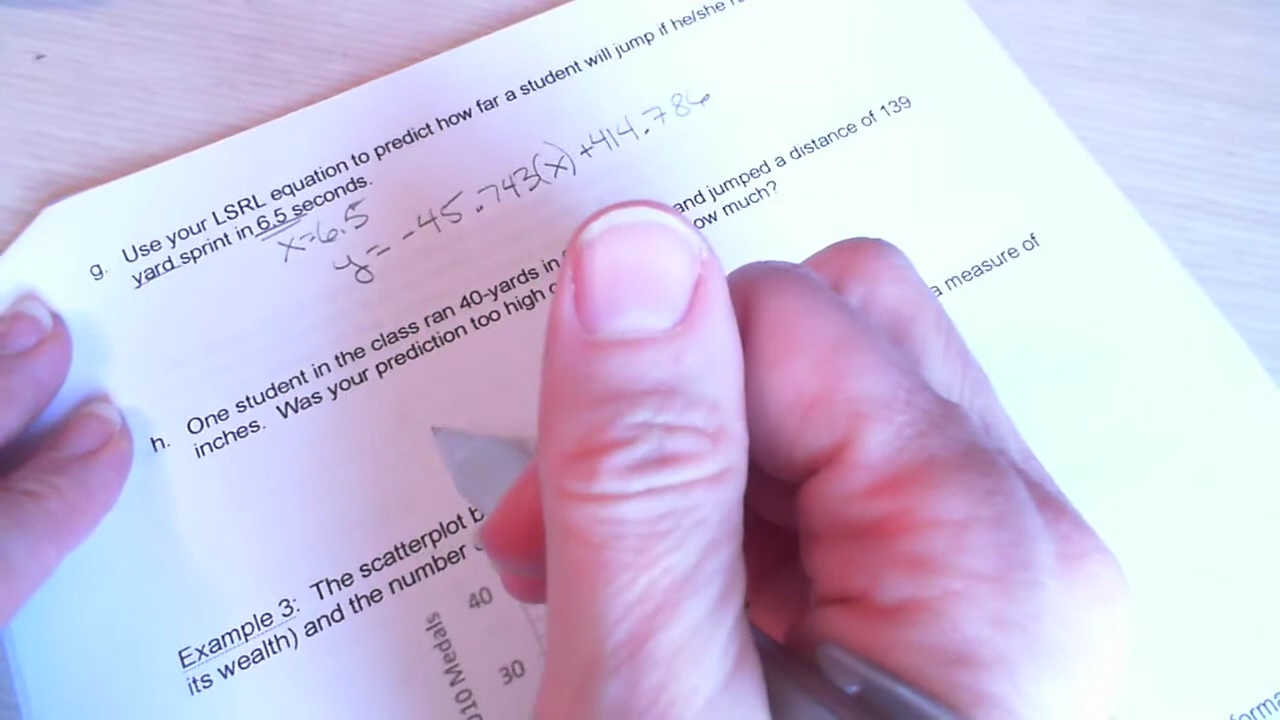 g. Use your LSRL equation to predict how far a student will jump if he/she
yard sprint in 6.5 seconds.
x=6.5
y= -45.743(x)+414.786
h. One student in the class ran 40-yards in and jumped a distance of 139
inches. Was your prediction too high ow much?
Example 3: The scatterplot a measure of
its wealth) and the number
40
30
010 Medals